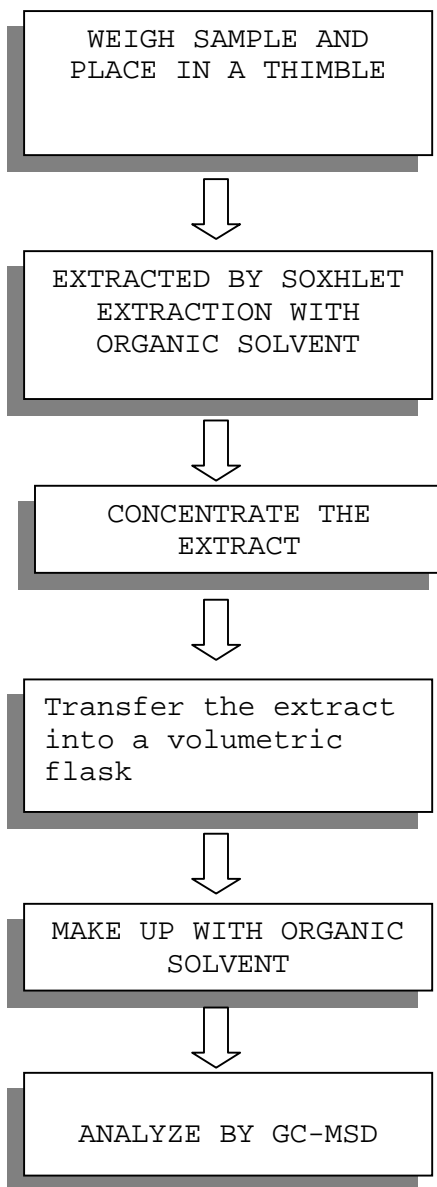 WEIGH SAMPLE AND
PLACE IN A THIMBLE
EXTRACTED BY SOXHLET
EXTRACTION WITH
ORGANIC SOLVENT
CONCENTRATE THE
EXTRACT
Transfer the extract
into a volumetric
flask
MAKE UP WITH ORGANIC
SOLVENT
ANALYZE BY GC-MSD